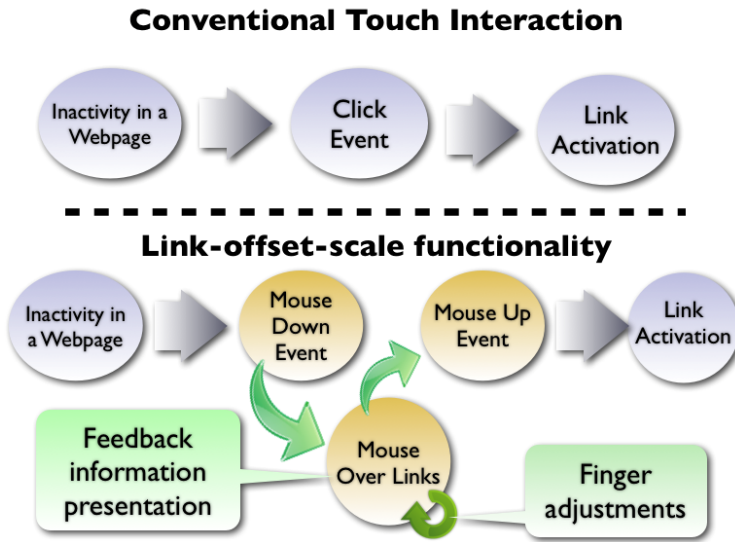 Conventional Touch Interaction
Inactivity in a
Webpage
Click
Event
Link
Activation
Link-offset-scale functionality
Inactivity in
a Webpage
Mouse
Down
Event
Mouse Up
Event
Link
Activation
Feedback
information
presentation
Mouse
Over Links
Finger
adjustments